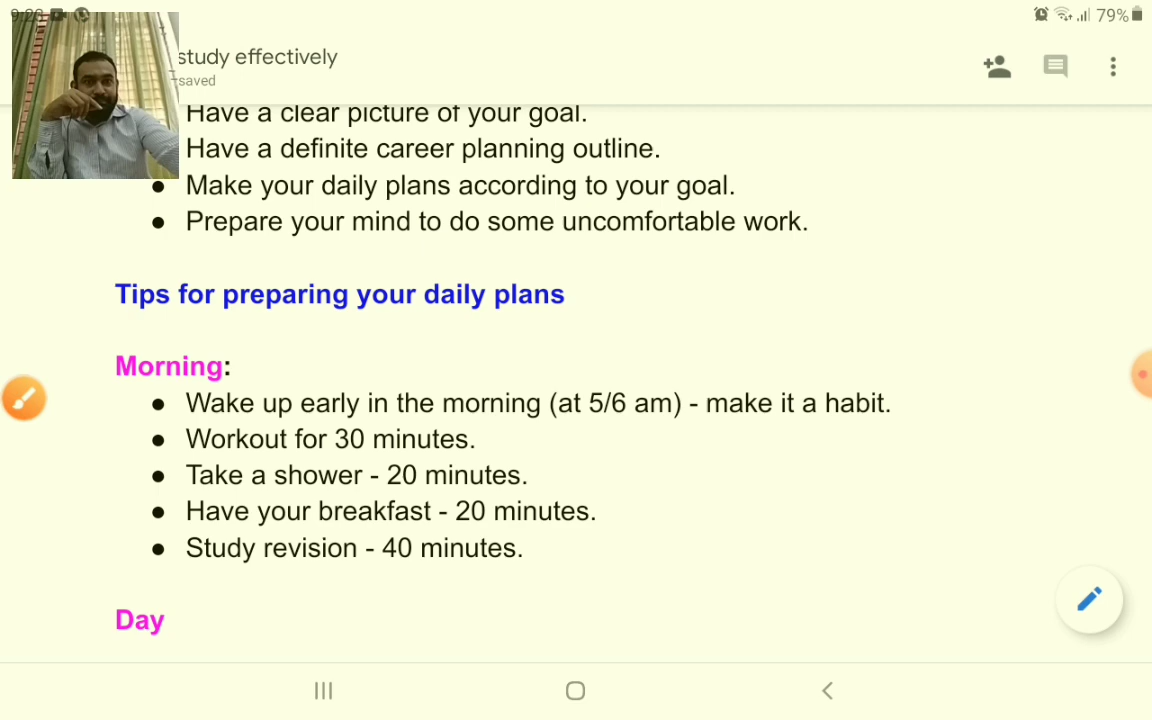 9:26
79%
study effectively
saved
Have a clear picture of your goal.
Have a definite career planning outline.
● Make your daily plans according to your goal.
● Prepare your mind to do some uncomfortable work.
Tips for preparing your daily plans
Morning:
● Wake up early in the morning (at 5/6 am) - make it a habit.
● Workout for 30 minutes.
● Take a shower - 20 minutes.
● Have your breakfast - 20 minutes.
● Study revision - 40 minutes.
Day